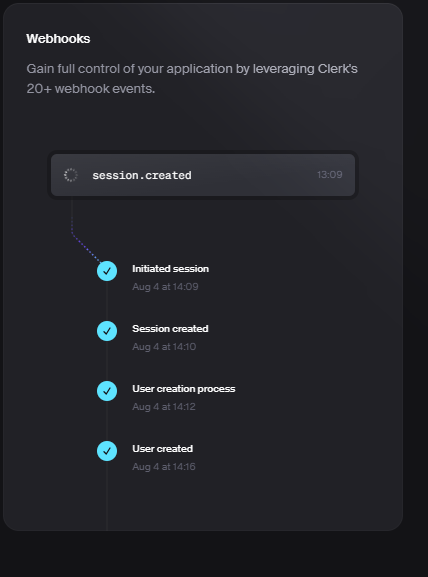 Webhooks
Gain full control of your application by leveraging Clerk's
20+ webhook events.
session.created 13:09
Initiated session
Aug 4 at 14:09
Session created
Aug 4 at 14:10
User creation process
Aug 4 at 14:12
User created
Aug 4 at 14:16